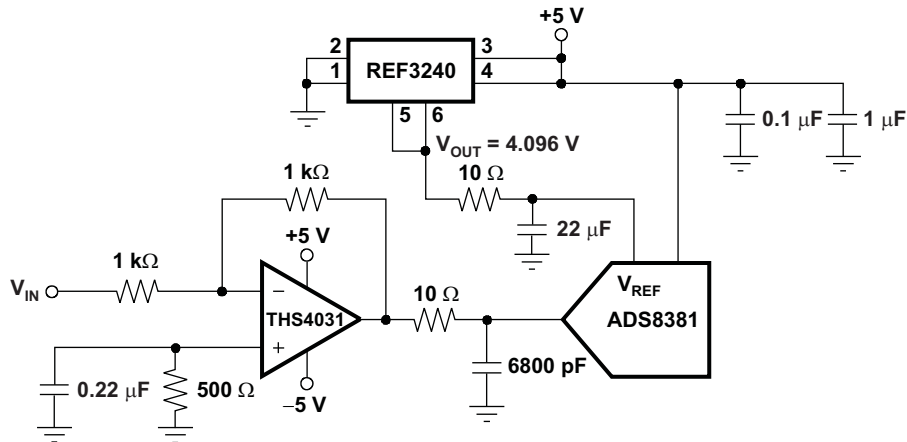 +5 V
2
1
REF3240
3
4
5
6
0.1 μF
1 μF
V_OUT = 4.096 V
1 kΩ
10 Ω
22 μF
+5 V
1 kΩ
V_IN
−
THS4031
+
10 Ω
V_REF
ADS8381
6800 pF
0.22 μF
500 Ω
−5 V